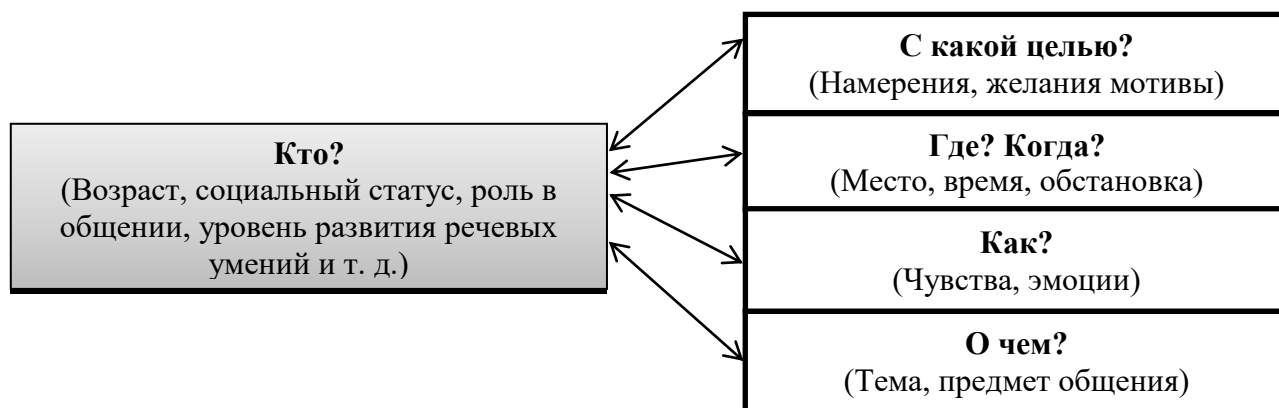 Кто?
(Возраст, социальный статус, роль в
общении, уровень развития речевых
умений и т. д.)
С какой целью?
(Намерения, желания мотивы)
Где? Когда?
(Место, время, обстановка)
Как?
(Чувства, эмоции)
О чем?
(Тема, предмет общения)